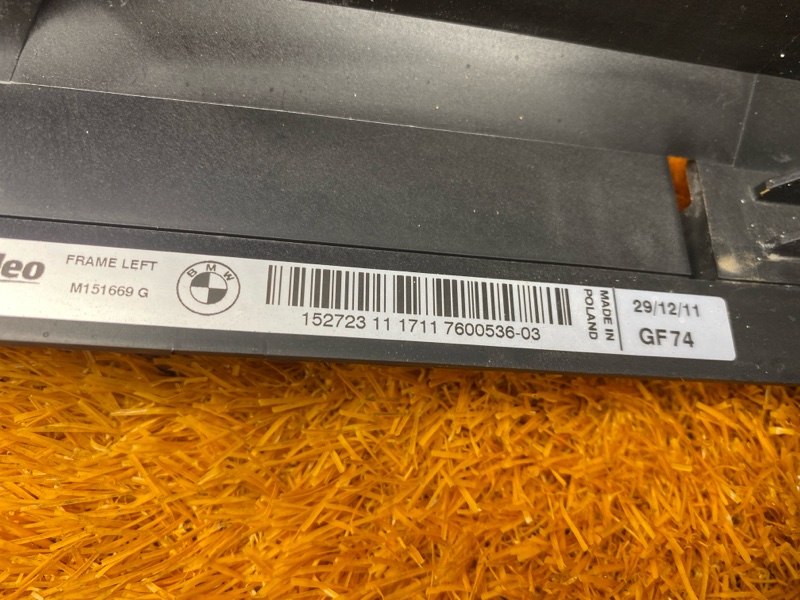 FRAME LEFT
M151669 G
BMW
152723 11 1711 7600536-03
MADE IN
POLAND
29/12/11
GF74